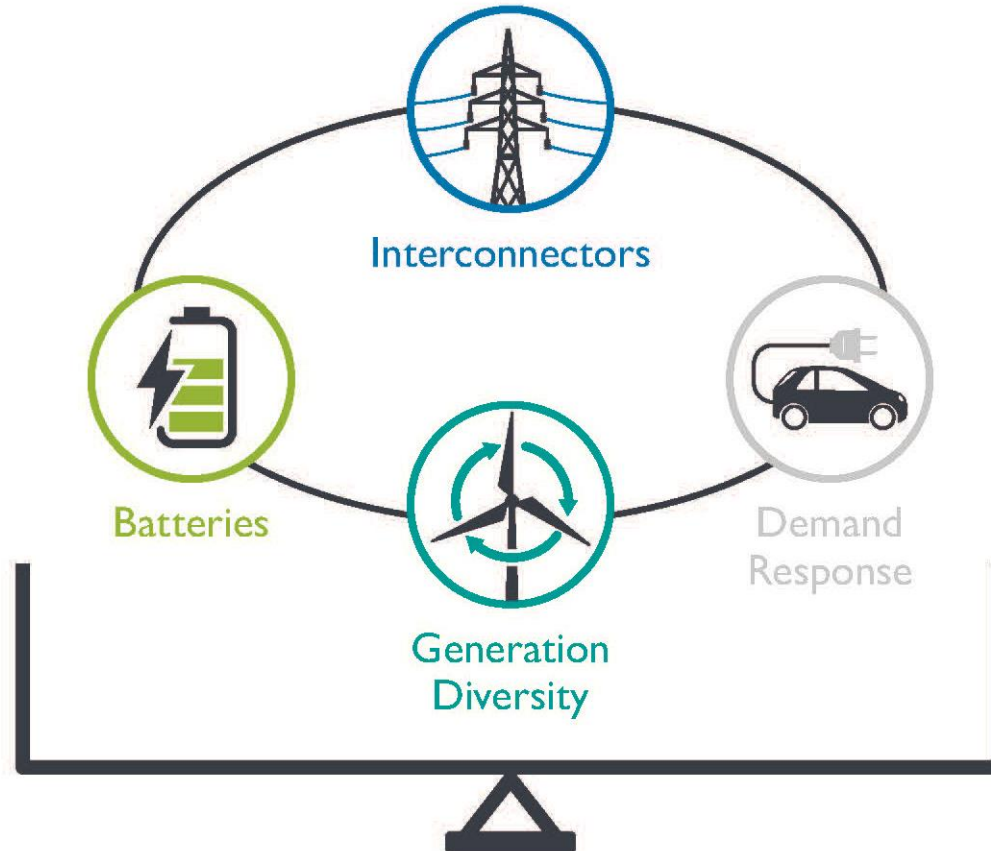 Interconnectors
Batteries
Demand
Response
Generation
Diversity